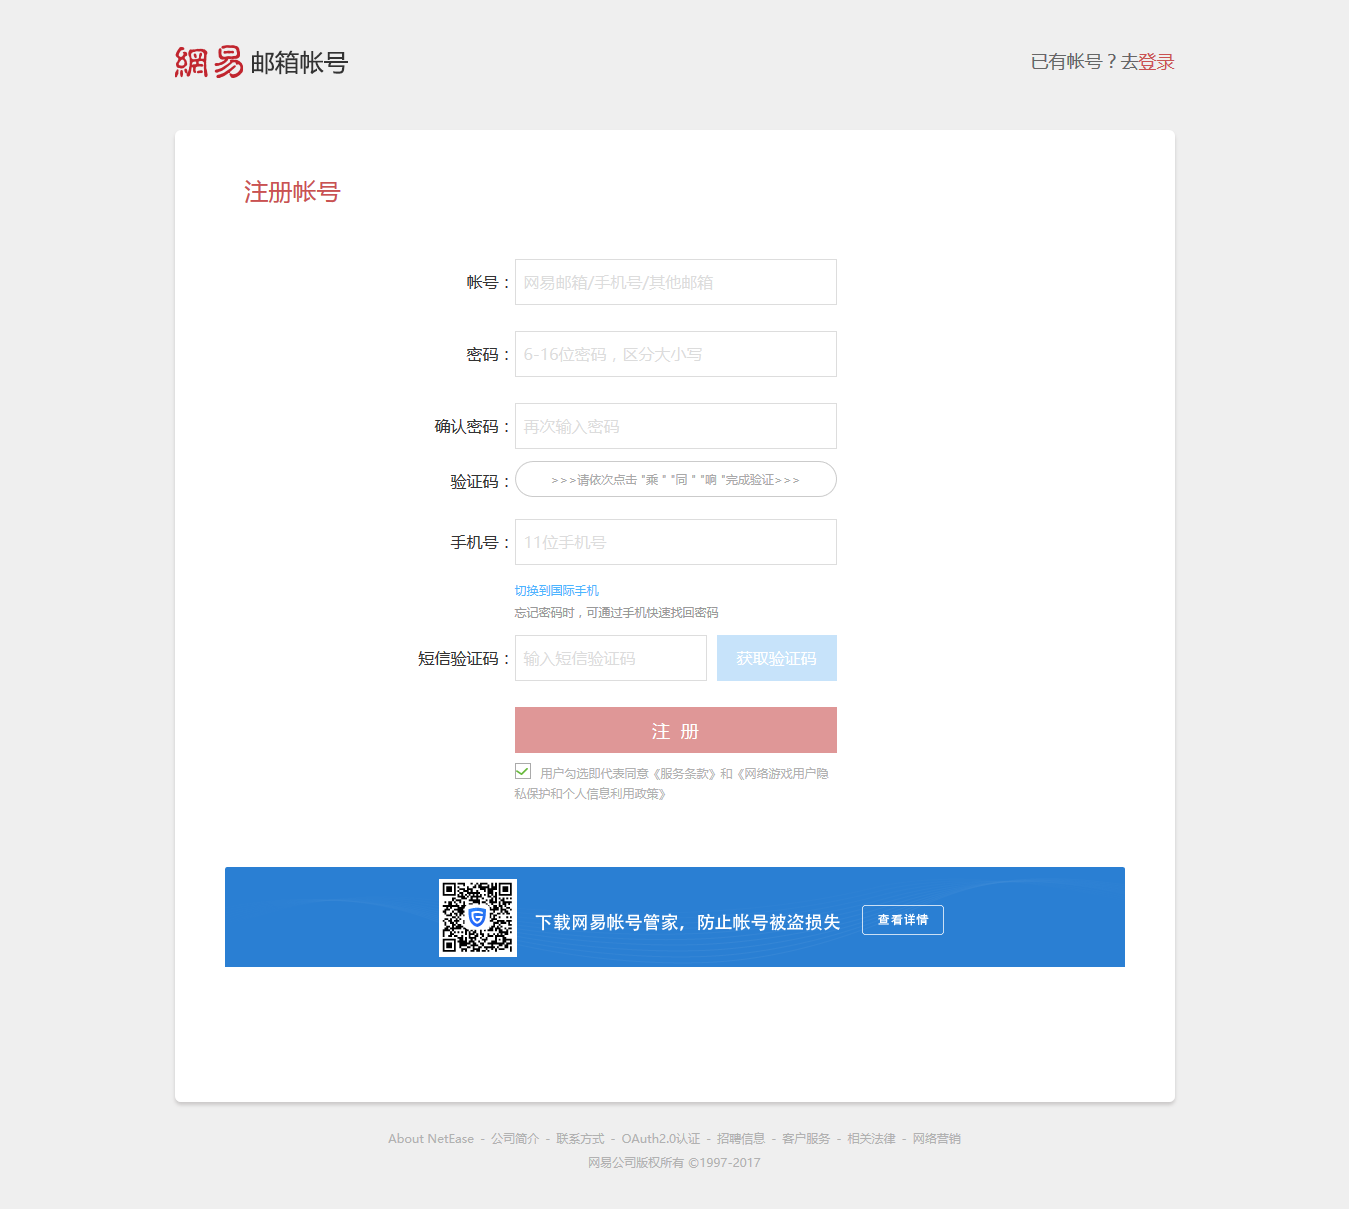 網易 邮箱帐号
已有帐号？去登录
注册帐号
帐号：
网易邮箱/手机号/其他邮箱
密码：
6-16位密码，区分大小写
确认密码：
再次输入密码
验证码：
>>>请依次点击 "乘 " "同 " "响 "完成验证>>>
手机号：
11位手机号
切换到国际手机
忘记密码时，可通过手机快速找回密码
短信验证码：
输入短信验证码
获取验证码
注 册
用户勾选即代表同意《服务条款》和《网络游戏用户隐
私保护和个人信息利用政策》
下载网易帐号管家，防止帐号被盗损失
查看详情
About NetEase - 公司简介 - 联系方式 - OAuth2.0认证 - 招聘信息 - 客户服务 - 相关法律 - 网络营销
网易公司版权所有 ©1997-2017